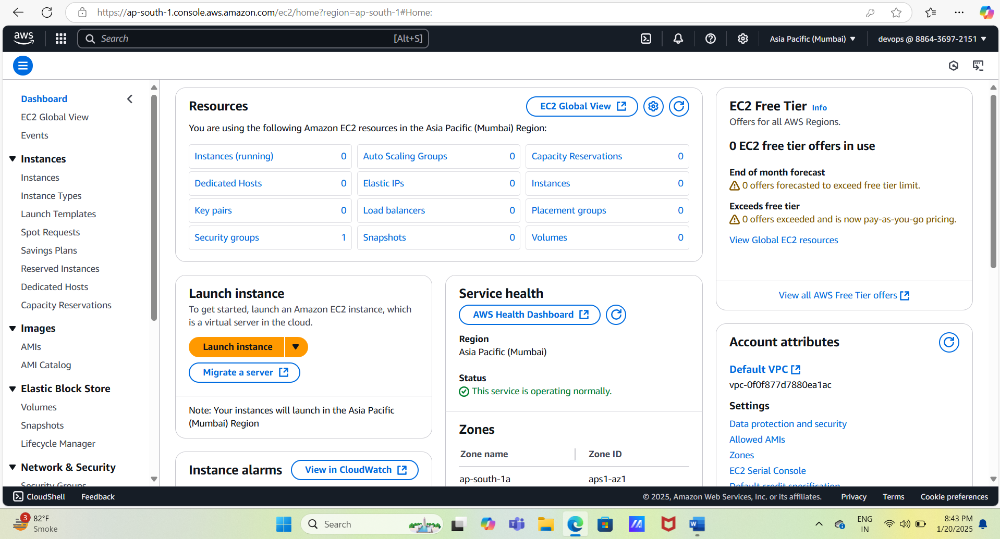 https://ap-south-1.console.aws.amazon.com/ec2/home?region=ap-south-1#Home:
aws
Search
[Alt+S]
Asia Pacific (Mumbai)
devops @ 8864-3697-2151
Dashboard
EC2 Global View
Events
Instances
Instances
Instance Types
Launch Templates
Spot Requests
Savings Plans
Reserved Instances
Dedicated Hosts
Capacity Reservations
Images
AMIs
AMI Catalog
Elastic Block Store
Volumes
Snapshots
Lifecycle Manager
Network & Security
Security Groups
Resources
EC2 Global View
You are using the following Amazon EC2 resources in the Asia Pacific (Mumbai) Region:
Instances (running) 0
Auto Scaling Groups 0
Capacity Reservations 0
Dedicated Hosts 0
Elastic IPs 0
Instances 0
Key pairs 0
Load balancers 0
Placement groups 0
Security groups 1
Snapshots 0
Volumes 0
Launch instance
To get started, launch an Amazon EC2 instance, which
is a virtual server in the cloud.
Launch instance
Migrate a server
Note: Your instances will launch in the Asia Pacific
(Mumbai) Region
Instance alarms
View in CloudWatch
Service health
AWS Health Dashboard
Region
Asia Pacific (Mumbai)
Status
This service is operating normally.
Zones
Zone name
Zone ID
ap-south-1a
aps1-az1
EC2 Free Tier Info
Offers for all AWS Regions.
0 EC2 free tier offers in use
End of month forecast
0 offers forecasted to exceed free tier limit.
Exceeds free tier
0 offers exceeded and is now pay-as-you-go pricing.
View Global EC2 resources
View all AWS Free Tier offers
Account attributes
Default VPC
vpc-0f0f877d7880ea1ac
Settings
Data protection and security
Allowed AMIs
Zones
EC2 Serial Console
Default credit specification
CloudShell
Feedback
© 2025, Amazon Web Services, Inc. or its affiliates.
Privacy
Terms
Cookie preferences
3
82°F
Smoke
Search
ENG
IN
8:43 PM
1/20/2025